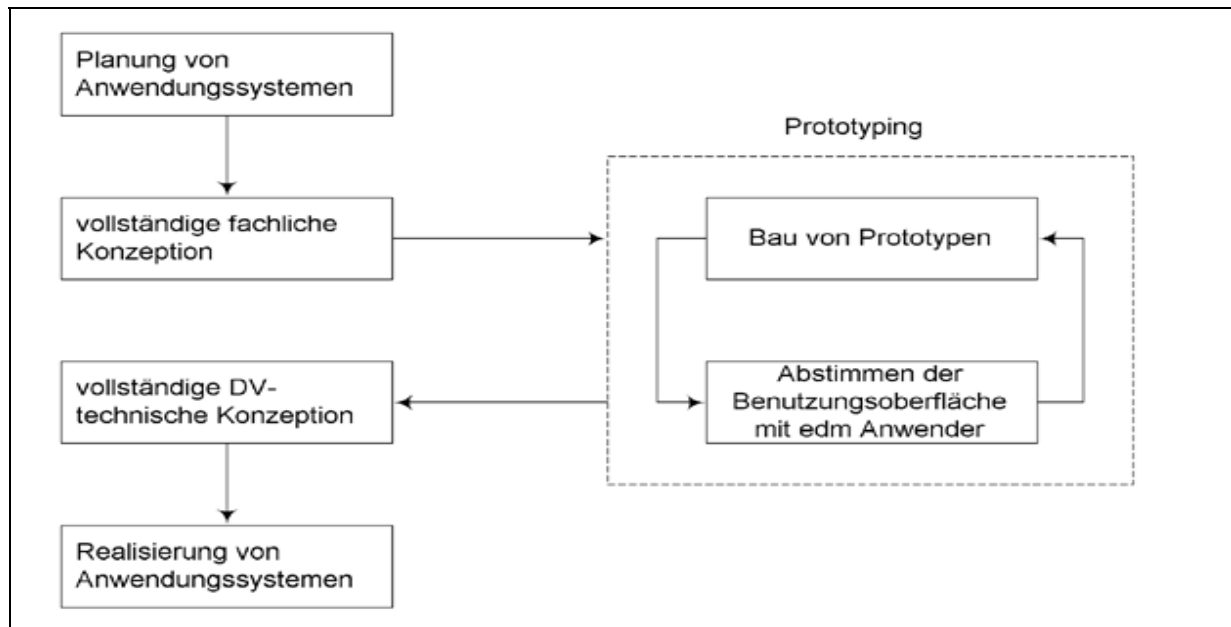 Planung von
Anwendungssystemen
Prototyping
vollständige fachliche
Konzeption
Bau von Prototypen
vollständige DV-
technische Konzeption
Abstimmen der
Benutzungsoberfläche
mit edm Anwender
Realisierung von
Anwendungssystemen